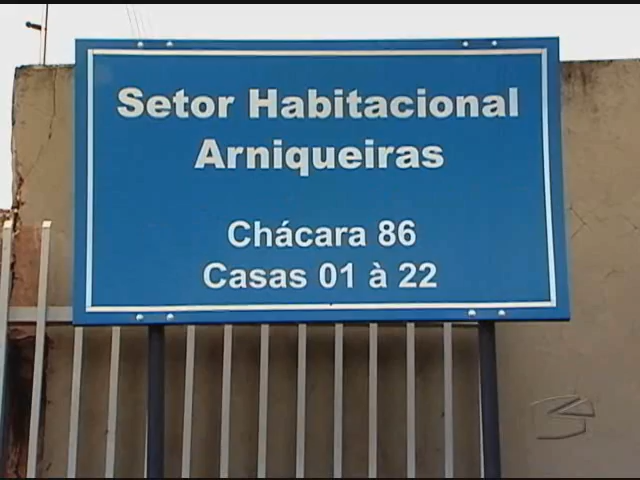 Setor Habitacional
Arniqueiras
Chácara 86
Casas 01 à 22